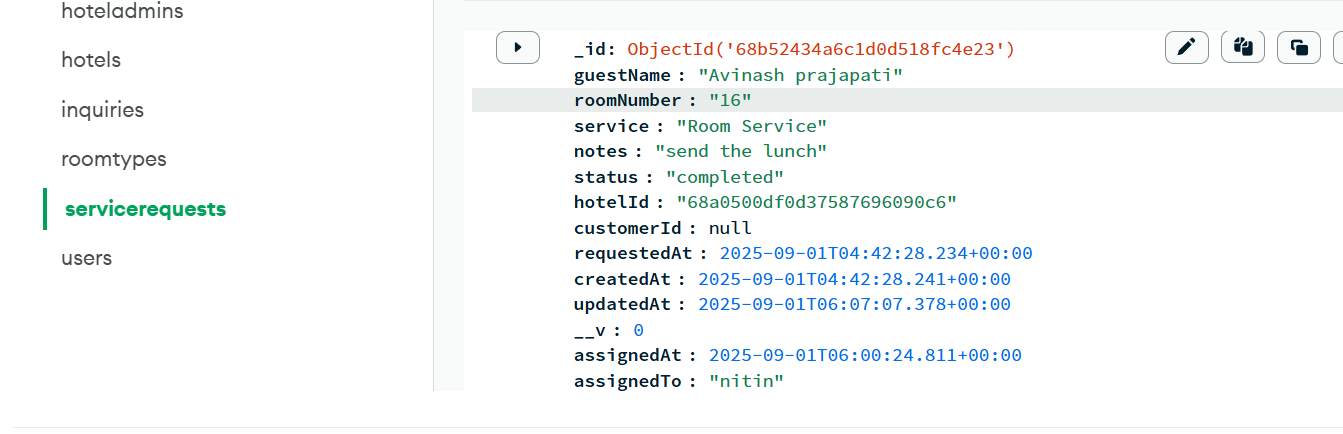 hoteladmins
hotels
inquiries
roomtypes
servicerequests
users
_id: ObjectId('68b52434a6c1d0d518fc4e23')
guestName : "Avinash prajapati"
roomNumber : "16"
service : "Room Service"
notes : "send the lunch"
status : "completed"
hotelId : "68a0500df0d37587696090c6"
customerId : null
requestedAt : 2025-09-01T04:42:28.234+00:00
createdAt : 2025-09-01T04:42:28.241+00:00
updatedAt : 2025-09-01T06:07:07.378+00:00
__v : 0
assignedAt : 2025-09-01T06:00:24.811+00:00
assignedTo : "nitin"